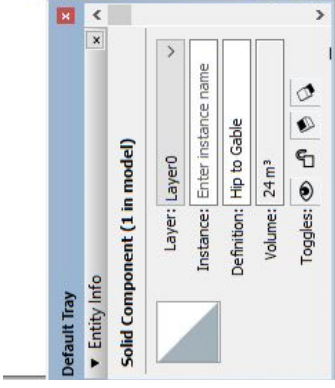 Default Tray
Entity Info
Solid Component (1 in model)
Layer: Layer0
Instance: Enter instance name
Definition: Hip to Gable
Volume: 24 m³
Toggles: